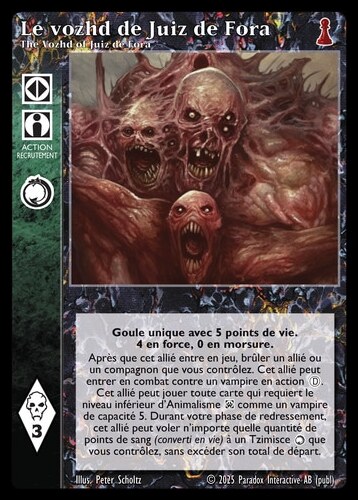 Le vozhd de Juiz de Fora
The Vozhd of Juiz de Fora
ACTION
RECRUTEMENT
Goule unique avec 5 points de vie.
4 en force, 0 en morsure.
Après que cet allié entre en jeu, brûler un allié ou
un compagnon que vous contrôlez. Cet allié peut
entrer en combat contre un vampire en action Ⓓ.
Cet allié peut jouer toute carte qui requiert le
niveau inférieur d'Animalisme comme un vampire
de capacité 5. Durant votre phase de redressement,
cet allié peut voler n'importe quelle quantité de
points de sang (converti en vie) à un Tzimisce que
vous contrôlez, sans excéder son total de départ.
3
Illus. Peter Scholtz
© 2025 Paradox Interactive AB (publ)